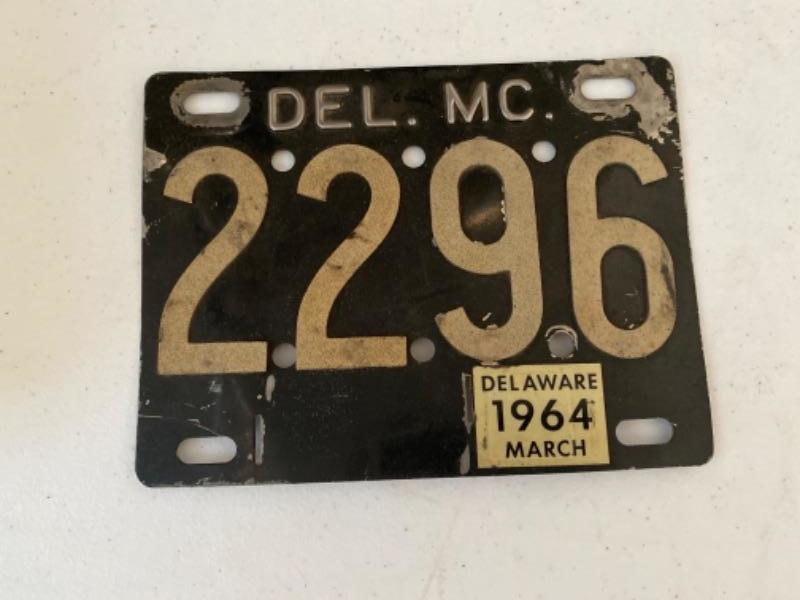 DEL. MC.
2296
DELAWARE
1964
MARCH